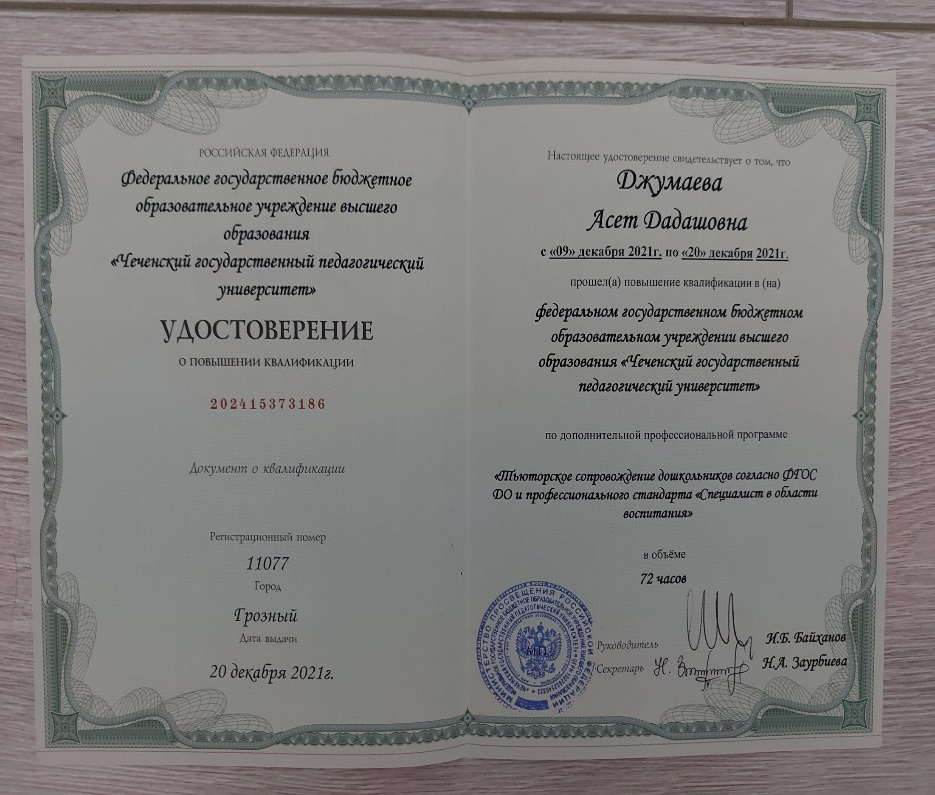 РОССИЙСКАЯ ФЕДЕРАЦИЯ
Федеральное государственное бюджетное
образовательное учреждение высшего
образования
«Чеченский государственный педагогический
университет»
УДОСТОВЕРЕНИЕ
О ПОВЫШЕНИИ КВАЛИФИКАЦИИ
202415373186
Документ о квалификации
Регистрационный номер
11077
Город
Грозный
Дата выдачи
20 декабря 2021г.
Настоящее удостоверение свидетельствует о том, что
Джумаева
Асет Дадашовна
с «09» декабря 2021г. по «20» декабря 2021г.
прошел(а) повышение квалификации в (на)
федеральном государственном бюджетном
образовательном учреждении высшего
образования «Чеченский государственный
педагогический университет»
по дополнительной профессиональной программе
«Тьюторское сопровождение дошкольников согласно ФГОС
ДО и профессионального стандарта «Специалист в области
воспитания»
в объёме
72 часов
МИНИСТЕРСТВО ПРОСВЕЩЕНИЯ РОССИЙСКОЙ ФЕДЕРАЦИИ
М.П.
Руководитель И.Б. Байханов
Секретарь Н.А. Заурбиева